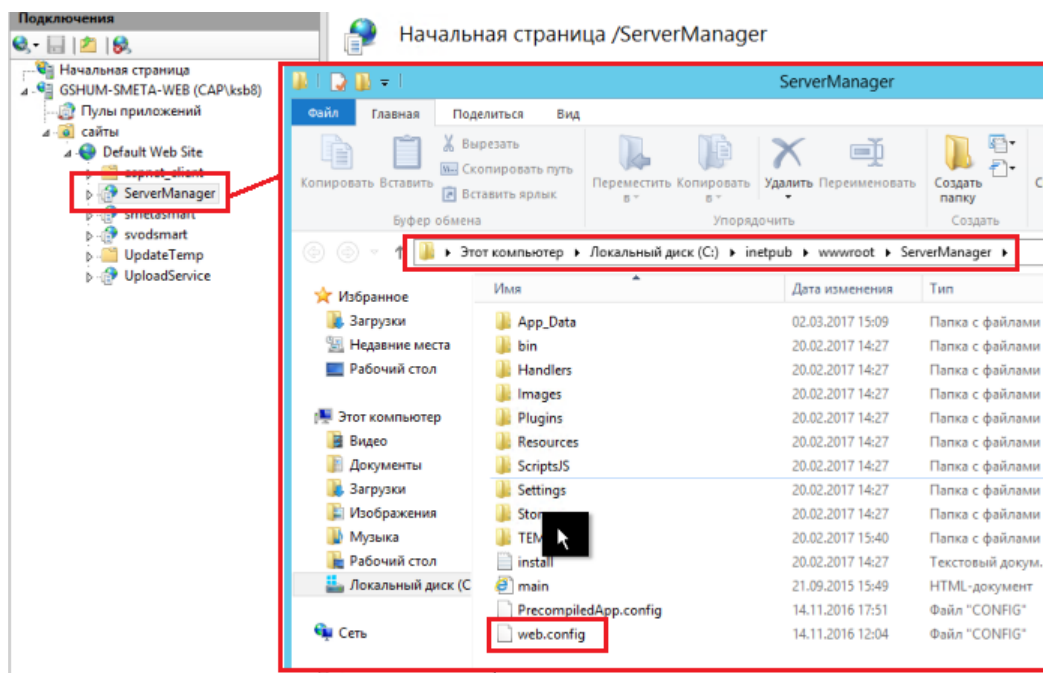 Подключения
Начальная страница
GSHUM-SMETA-WEB (CAP\ksb8)
Пулы приложений
сайты
Default Web Site
aspnet_client
ServerManager
smetasmart
svodsmart
UpdateTemp
UploadService
Начальная страница /ServerManager
ServerManager
Файл Главная Поделиться Вид
Копировать Вставить
Вырезать
Скопировать путь
Вставить ярлык
Буфер обмена
Переместить в Копировать в Удалить Переименовать
Упорядочить
Создать папку
Создать
С
Этот компьютер Локальный диск (C:) inetpub wwwroot ServerManager
Избранное
Загрузки
Недавние места
Рабочий стол
Этот компьютер
Видео
Документы
Загрузки
Изображения
Музыка
Рабочий стол
Локальный диск (C
Сеть
Имя Дата изменения Тип
App_Data 02.03.2017 15:09 Папка с файлами
bin 20.02.2017 14:27 Папка с файлами
Handlers 20.02.2017 14:27 Папка с файлами
Images 20.02.2017 14:27 Папка с файлами
Plugins 20.02.2017 14:27 Папка с файлами
Resources 20.02.2017 14:27 Папка с файлами
ScriptsJS 20.02.2017 14:27 Папка с файлами
Settings 20.02.2017 14:27 Папка с файлами
20.02.2017 14:27 Папка с файлами
20.02.2017 15:40 Папка с файлами
install 20.02.2017 14:27 Текстовый докум.
main 21.09.2015 15:49 HTML-документ
PrecompiledApp.config 14.11.2016 17:51 Файл "CONFIG"
web.config 14.11.2016 12:04 Файл "CONFIG"